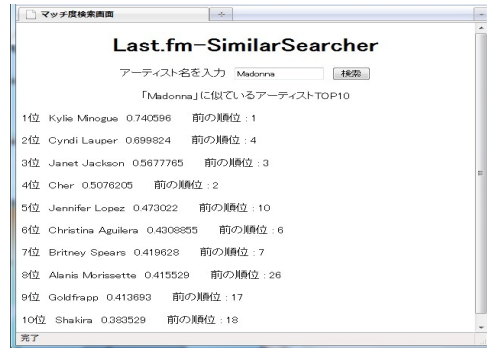 マッチ度検索画面
Last.fm-SimilarSearcher
アーティスト名を入力 Madonna 検索
「Madonna」に似ているアーティストTOP10
1位 Kylie Minogue 0.740596 前の順位 : 1
2位 Cyndi Lauper 0.699824 前の順位 : 4
3位 Janet Jackson 0.5677765 前の順位 : 3
4位 Cher 0.5076205 前の順位 : 2
5位 Jennifer Lopez 0.473022 前の順位 : 10
6位 Christina Aguilera 0.4308855 前の順位 : 6
7位 Britney Spears 0.419628 前の順位 : 7
8位 Alanis Morissette 0.415529 前の順位 : 26
9位 Goldfrapp 0.413693 前の順位 : 17
10位 Shakira 0.383529 前の順位 : 18
完了